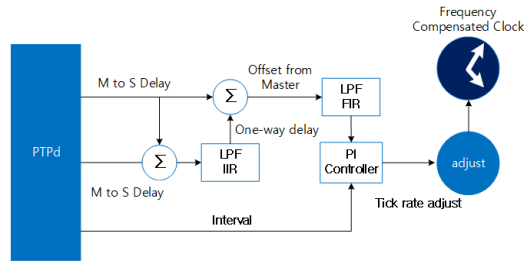 Frequency
Compensated Clock
Offset from
Master
M to S Delay
Σ
LPF
FIR
One-way delay
PTPd
Σ
LPF
IIR
PI
Controller
adjust
M to S Delay
Tick rate adjust
Interval